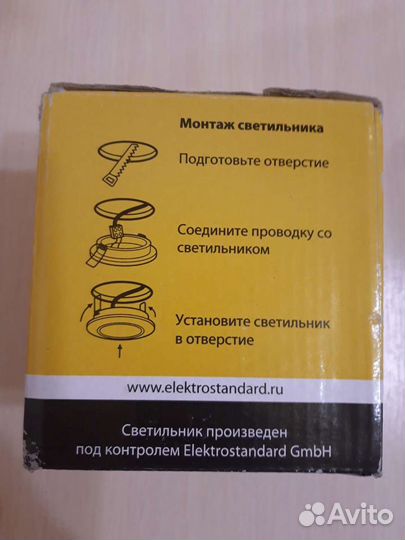 Монтаж светильника
Подготовьте отверстие
Соедините проводку со
светильником
Установите светильник
в отверстие
www.elektrostandard.ru
Светильник произведен
под контролем Elektrostandard GmbH
Avito